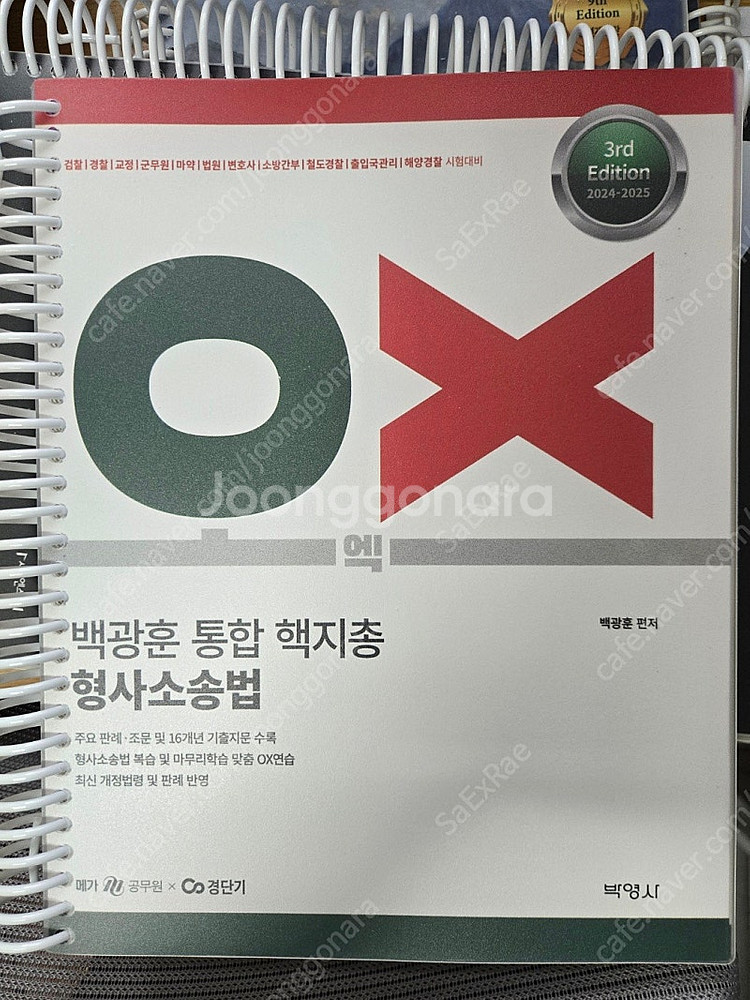 9th
Edition
검찰|경찰|교정|군무원|마약|법원|변호사|소방간부|철도경찰|출입국관리|해양경찰 시험대비
3rd
Edition
2024-2025
OX
엑
백광훈 통합 핵지총
형사소송법
백광훈 편저
주요 판례·조문 및 16개년 기출지문 수록
형사소송법 복습 및 마무리학습 맞춤 OX연습
최신 개정법령 및 판례 반영
메가 공무원 × 경단기
박영사
Joonggonara
cafe.naver.com/joonggonara
SaExRae